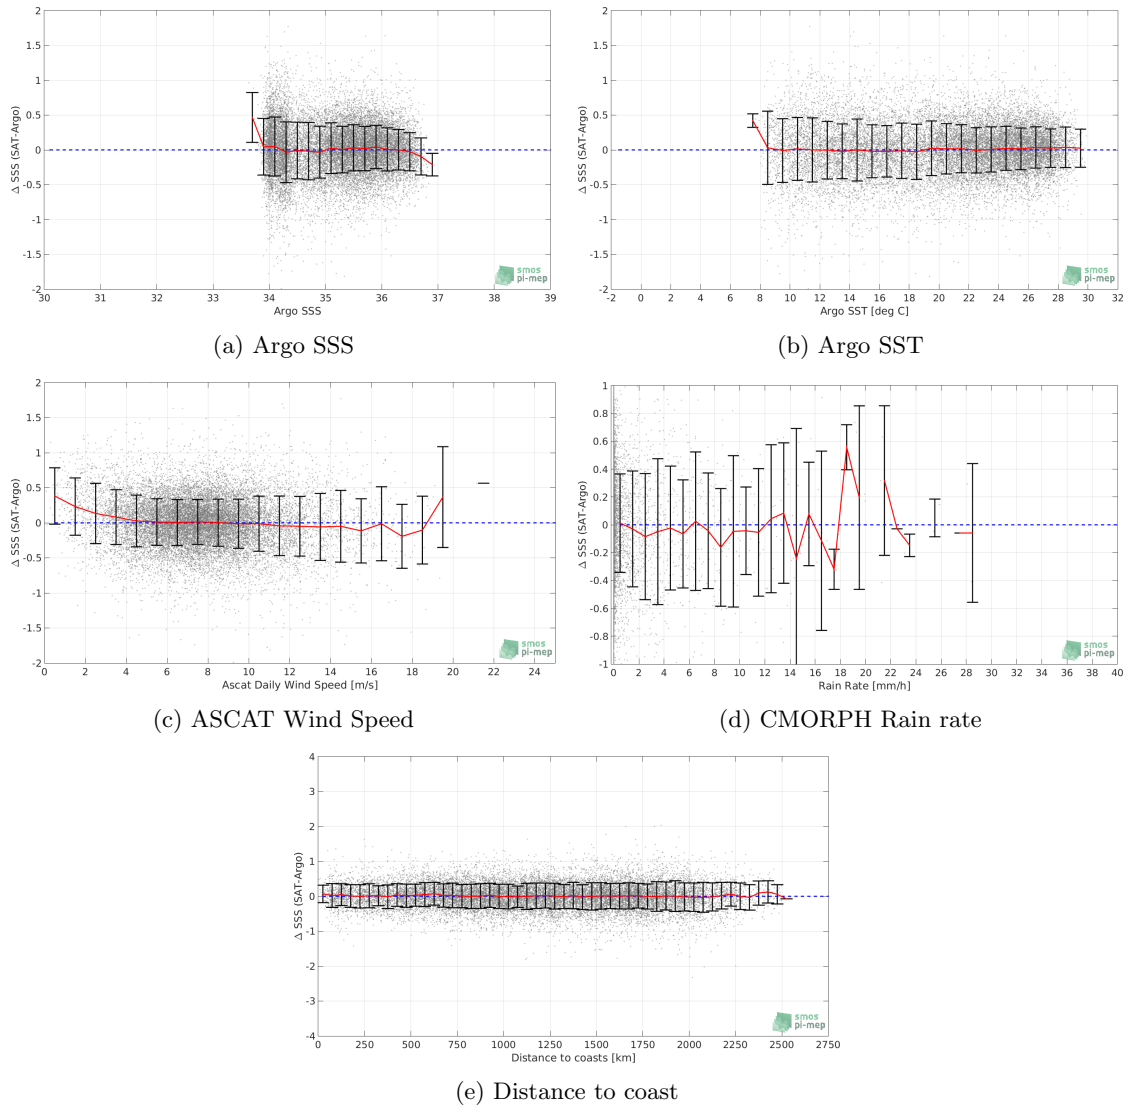 2
1.5
1
0.5
0
-0.5
-1
-1.5
-2
Δ SSS (SAT-Argo)
30 31 32 33 34 35 36 37 38 39
Argo SSS
smos
pi-mep
(a) Argo SSS
2
1.5
1
0.5
0
-0.5
-1
-1.5
-2
Δ SSS (SAT-Argo)
-2 0 2 4 6 8 10 12 14 16 18 20 22 24 26 28 30 32
Argo SST [deg C]
smos
pi-mep
(b) Argo SST
2
1.5
1
0.5
0
-0.5
-1
-1.5
-2
Δ SSS (SAT-Argo)
0 2 4 6 8 10 12 14 16 18 20 22 24
Ascat Daily Wind Speed [m/s]
smos
pi-mep
(c) ASCAT Wind Speed
1
0.8
0.6
0.4
0.2
0
-0.2
-0.4
-0.6
-0.8
-1
Δ SSS (SAT-Argo)
0 2 4 6 8 10 12 14 16 18 20 22 24 26 28 30 32 34 36 38 40
Rain Rate [mm/h]
smos
pi-mep
(d) CMORPH Rain rate
4
3
2
1
0
-1
-2
-3
-4
Δ SSS (SAT-Argo)
0 250 500 750 1000 1250 1500 1750 2000 2250 2500 2750
Distance to coasts [km]
smos
pi-mep
(e) Distance to coast